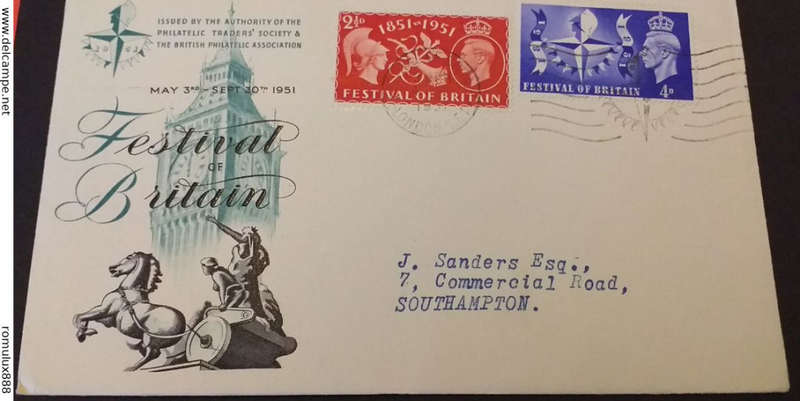 www.delcampe.net
romulux888
ISSUED BY THE AUTHORITY OF THE
PHILATELIC TRADERS' SOCIETY &
THE BRITISH PHILATELIC ASSOCIATION
MAY 3RD - SEPT 30TH 1951
Festival
OF
Britain
2½D
1851-1951
FESTIVAL OF BRITAIN
FESTIVAL OF BRITAIN
4D
LONDON
J. Sanders Esq.,
7, Commercial Road,
SOUTHAMPTON.